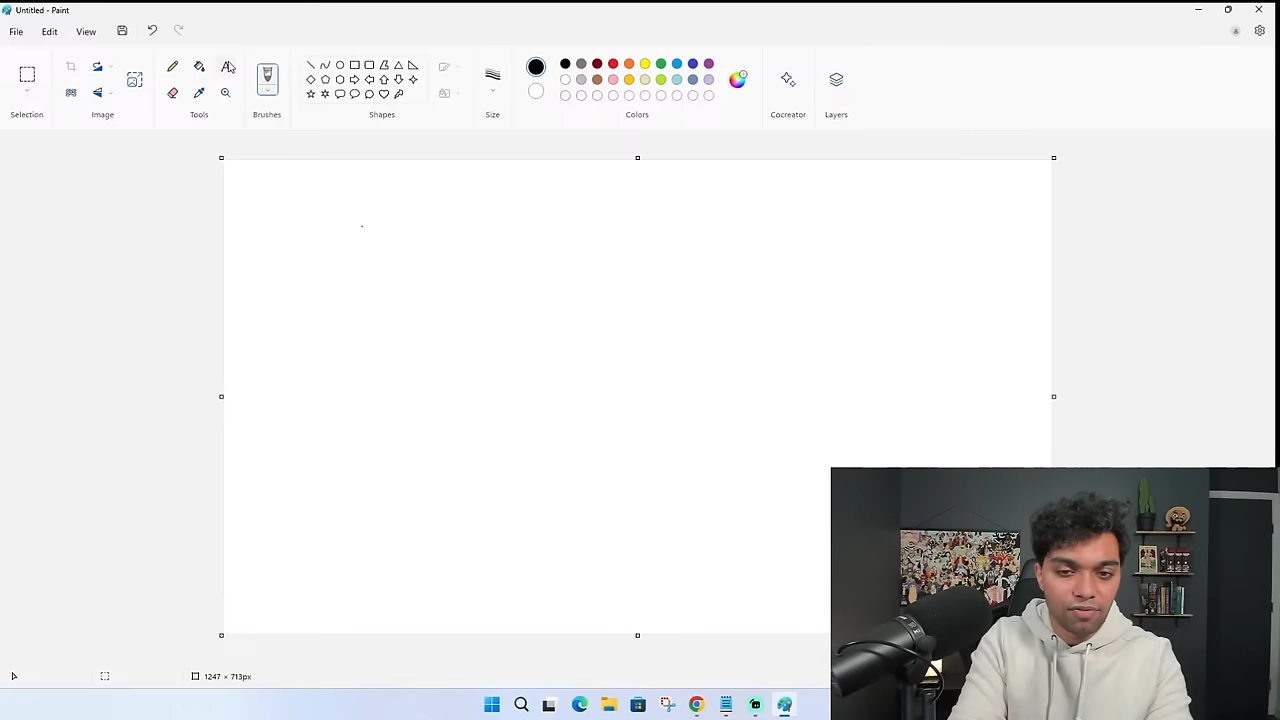 Untitled - Paint
File Edit View
Selection Image Tools Brushes Shapes Size Colors Cocreator Layers
1247 × 713px